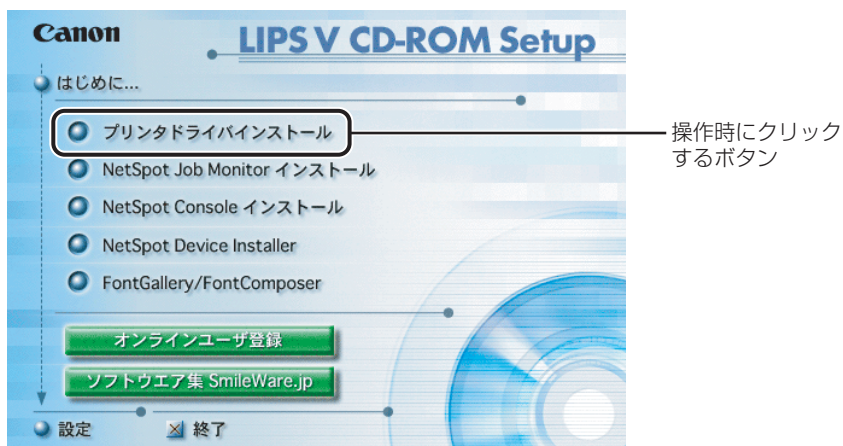 Canon
LIPS V CD-ROM Setup
はじめに...
プリンタドライバインストール
操作時にクリック
するボタン
NetSpot Job Monitor インストール
NetSpot Console インストール
NetSpot Device Installer
FontGallery/FontComposer
オンラインユーザ登録
ソフトウエア集 SmileWare.jp
設定
終了